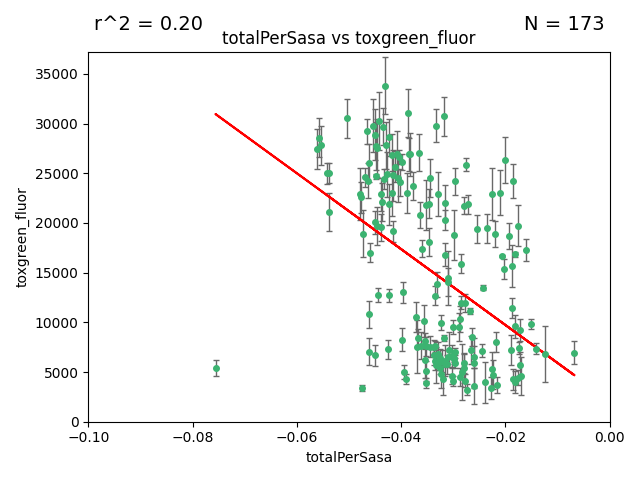 r^2 = 0.20
N = 173
totalPerSasa vs toxgreen_fluor
toxgreen_fluor
35000
30000
25000
20000
15000
10000
5000
0
−0.10
−0.08
−0.06
−0.04
−0.02
0.00
totalPerSasa